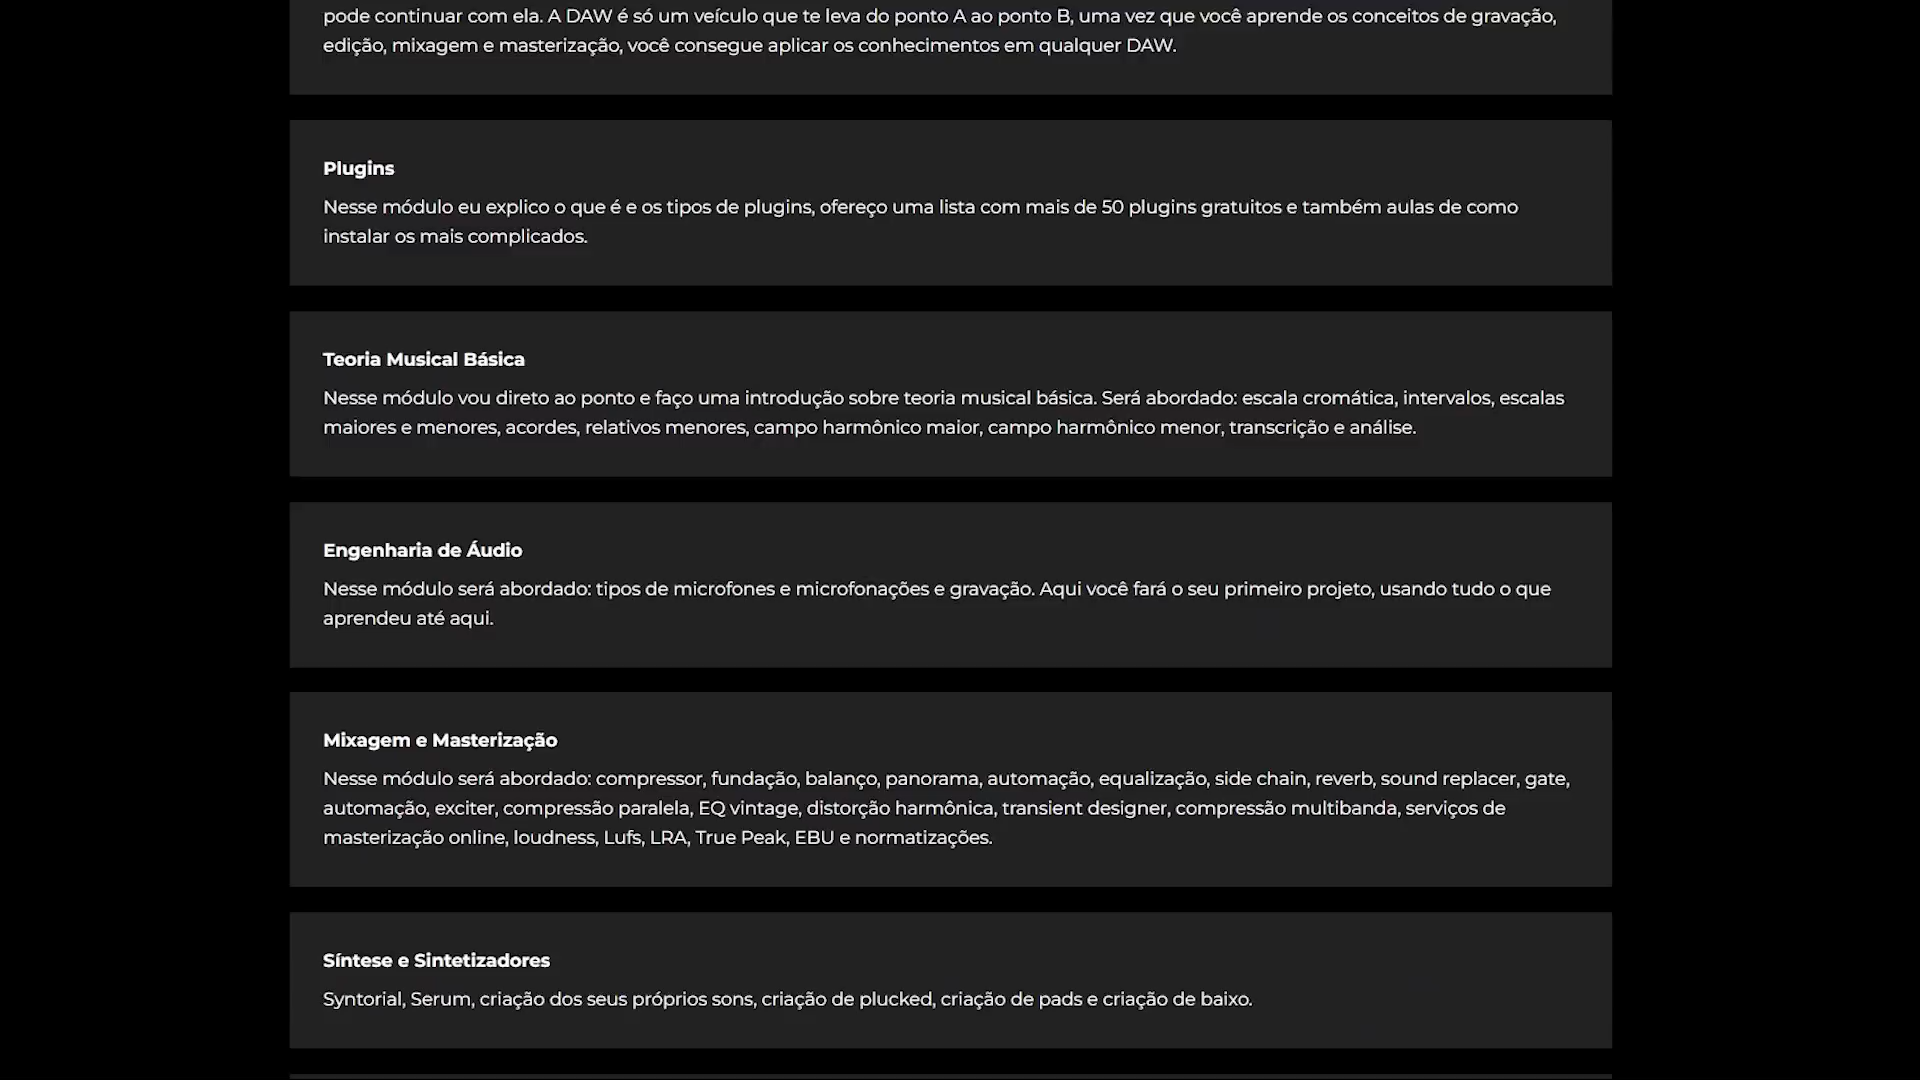 pode continuar com ela. A DAW é só um veículo que te leva do ponto A ao ponto B, uma vez que você aprende os conceitos de gravação,
edição, mixagem e masterização, você consegue aplicar os conhecimentos em qualquer DAW.
Plugins
Nesse módulo eu explico o que é e os tipos de plugins, ofereço uma lista com mais de 50 plugins gratuitos e também aulas de como
instalar os mais complicados.
Teoria Musical Básica
Nesse módulo vou direto ao ponto e faço uma introdução sobre teoria musical básica. Será abordado: escala cromática, intervalos, escalas
maiores e menores, acordes, relativos menores, campo harmônico maior, campo harmônico menor, transcrição e análise.
Engenharia de Áudio
Nesse módulo será abordado: tipos de microfones e microfonações e gravação. Aqui você fará o seu primeiro projeto, usando tudo o que
aprendeu até aqui.
Mixagem e Masterização
Nesse módulo será abordado: compressor, fundação, balanço, panorama, automação, equalização, side chain, reverb, sound replacer, gate,
automação, exciter, compressão paralela, EQ vintage, distorção harmônica, transient designer, compressão multibanda, serviços de
masterização online, loudness, Lufs, LRA, True Peak, EBU e normatizações.
Síntese e Sintetizadores
Syntorial, Serum, criação dos seus próprios sons, criação de plucked, criação de pads e criação de baixo.